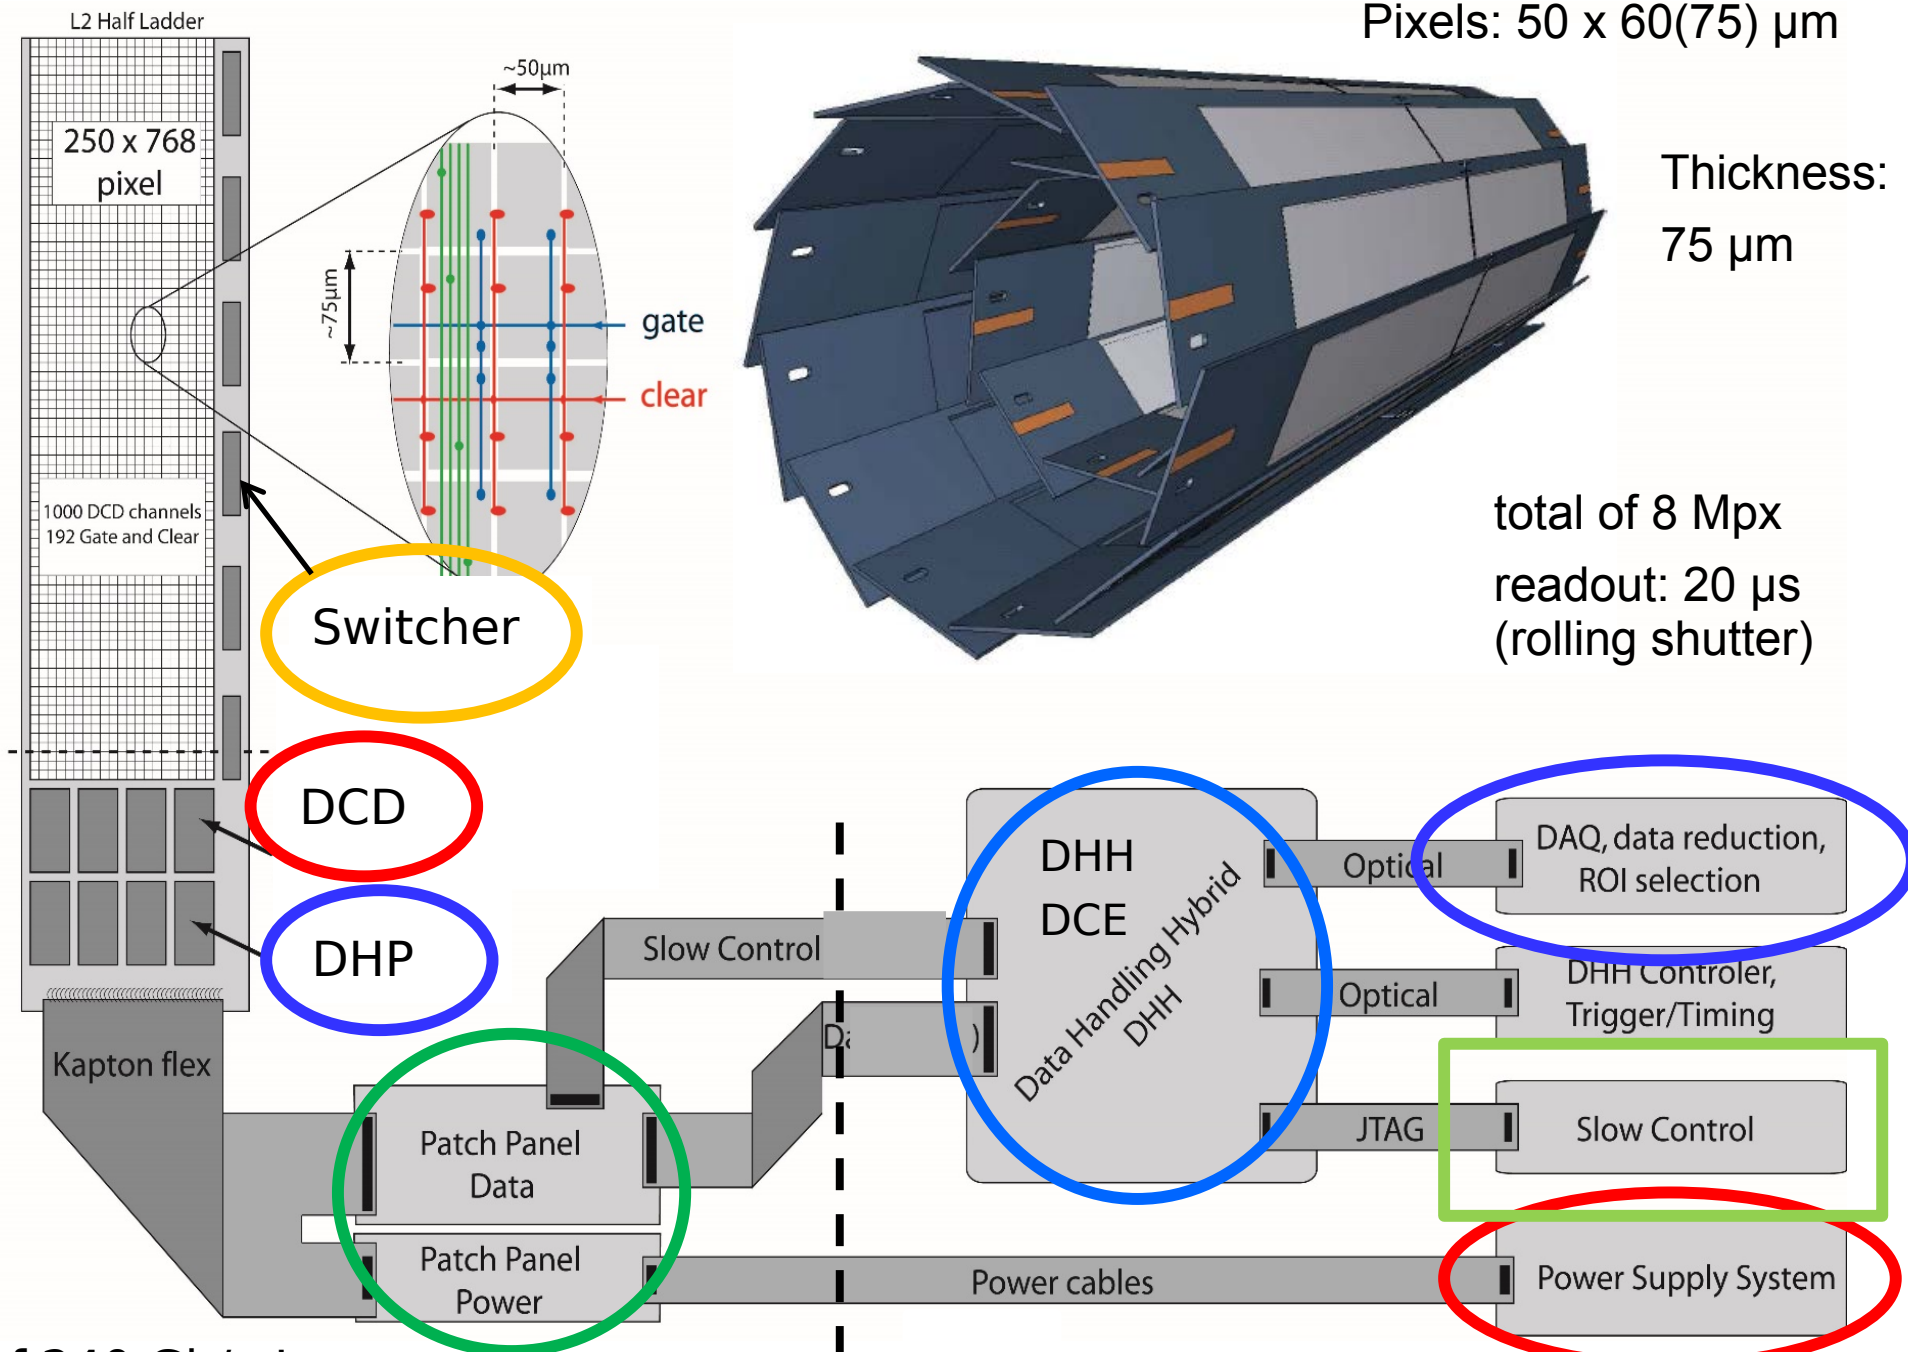 L2 Half Ladder
Pixels: 50 x 60(75) µm
~50µm
250 x 768
pixel
Thickness:
75 µm
~75µm
gate
clear
1000 DCD channels
192 Gate and Clear
total of 8 Mpx
readout: 20 µs
(rolling shutter)
Switcher
DCD
DHP
DHH
DCE
Data Handling Hybrid
DHH
Optical
DAQ, data reduction,
ROI selection
Slow Control
Optical
DHH Controler,
Trigger/Timing
Kapton flex
JTAG
Slow Control
Patch Panel
Data
Patch Panel
Power
Power cables
Power Supply System